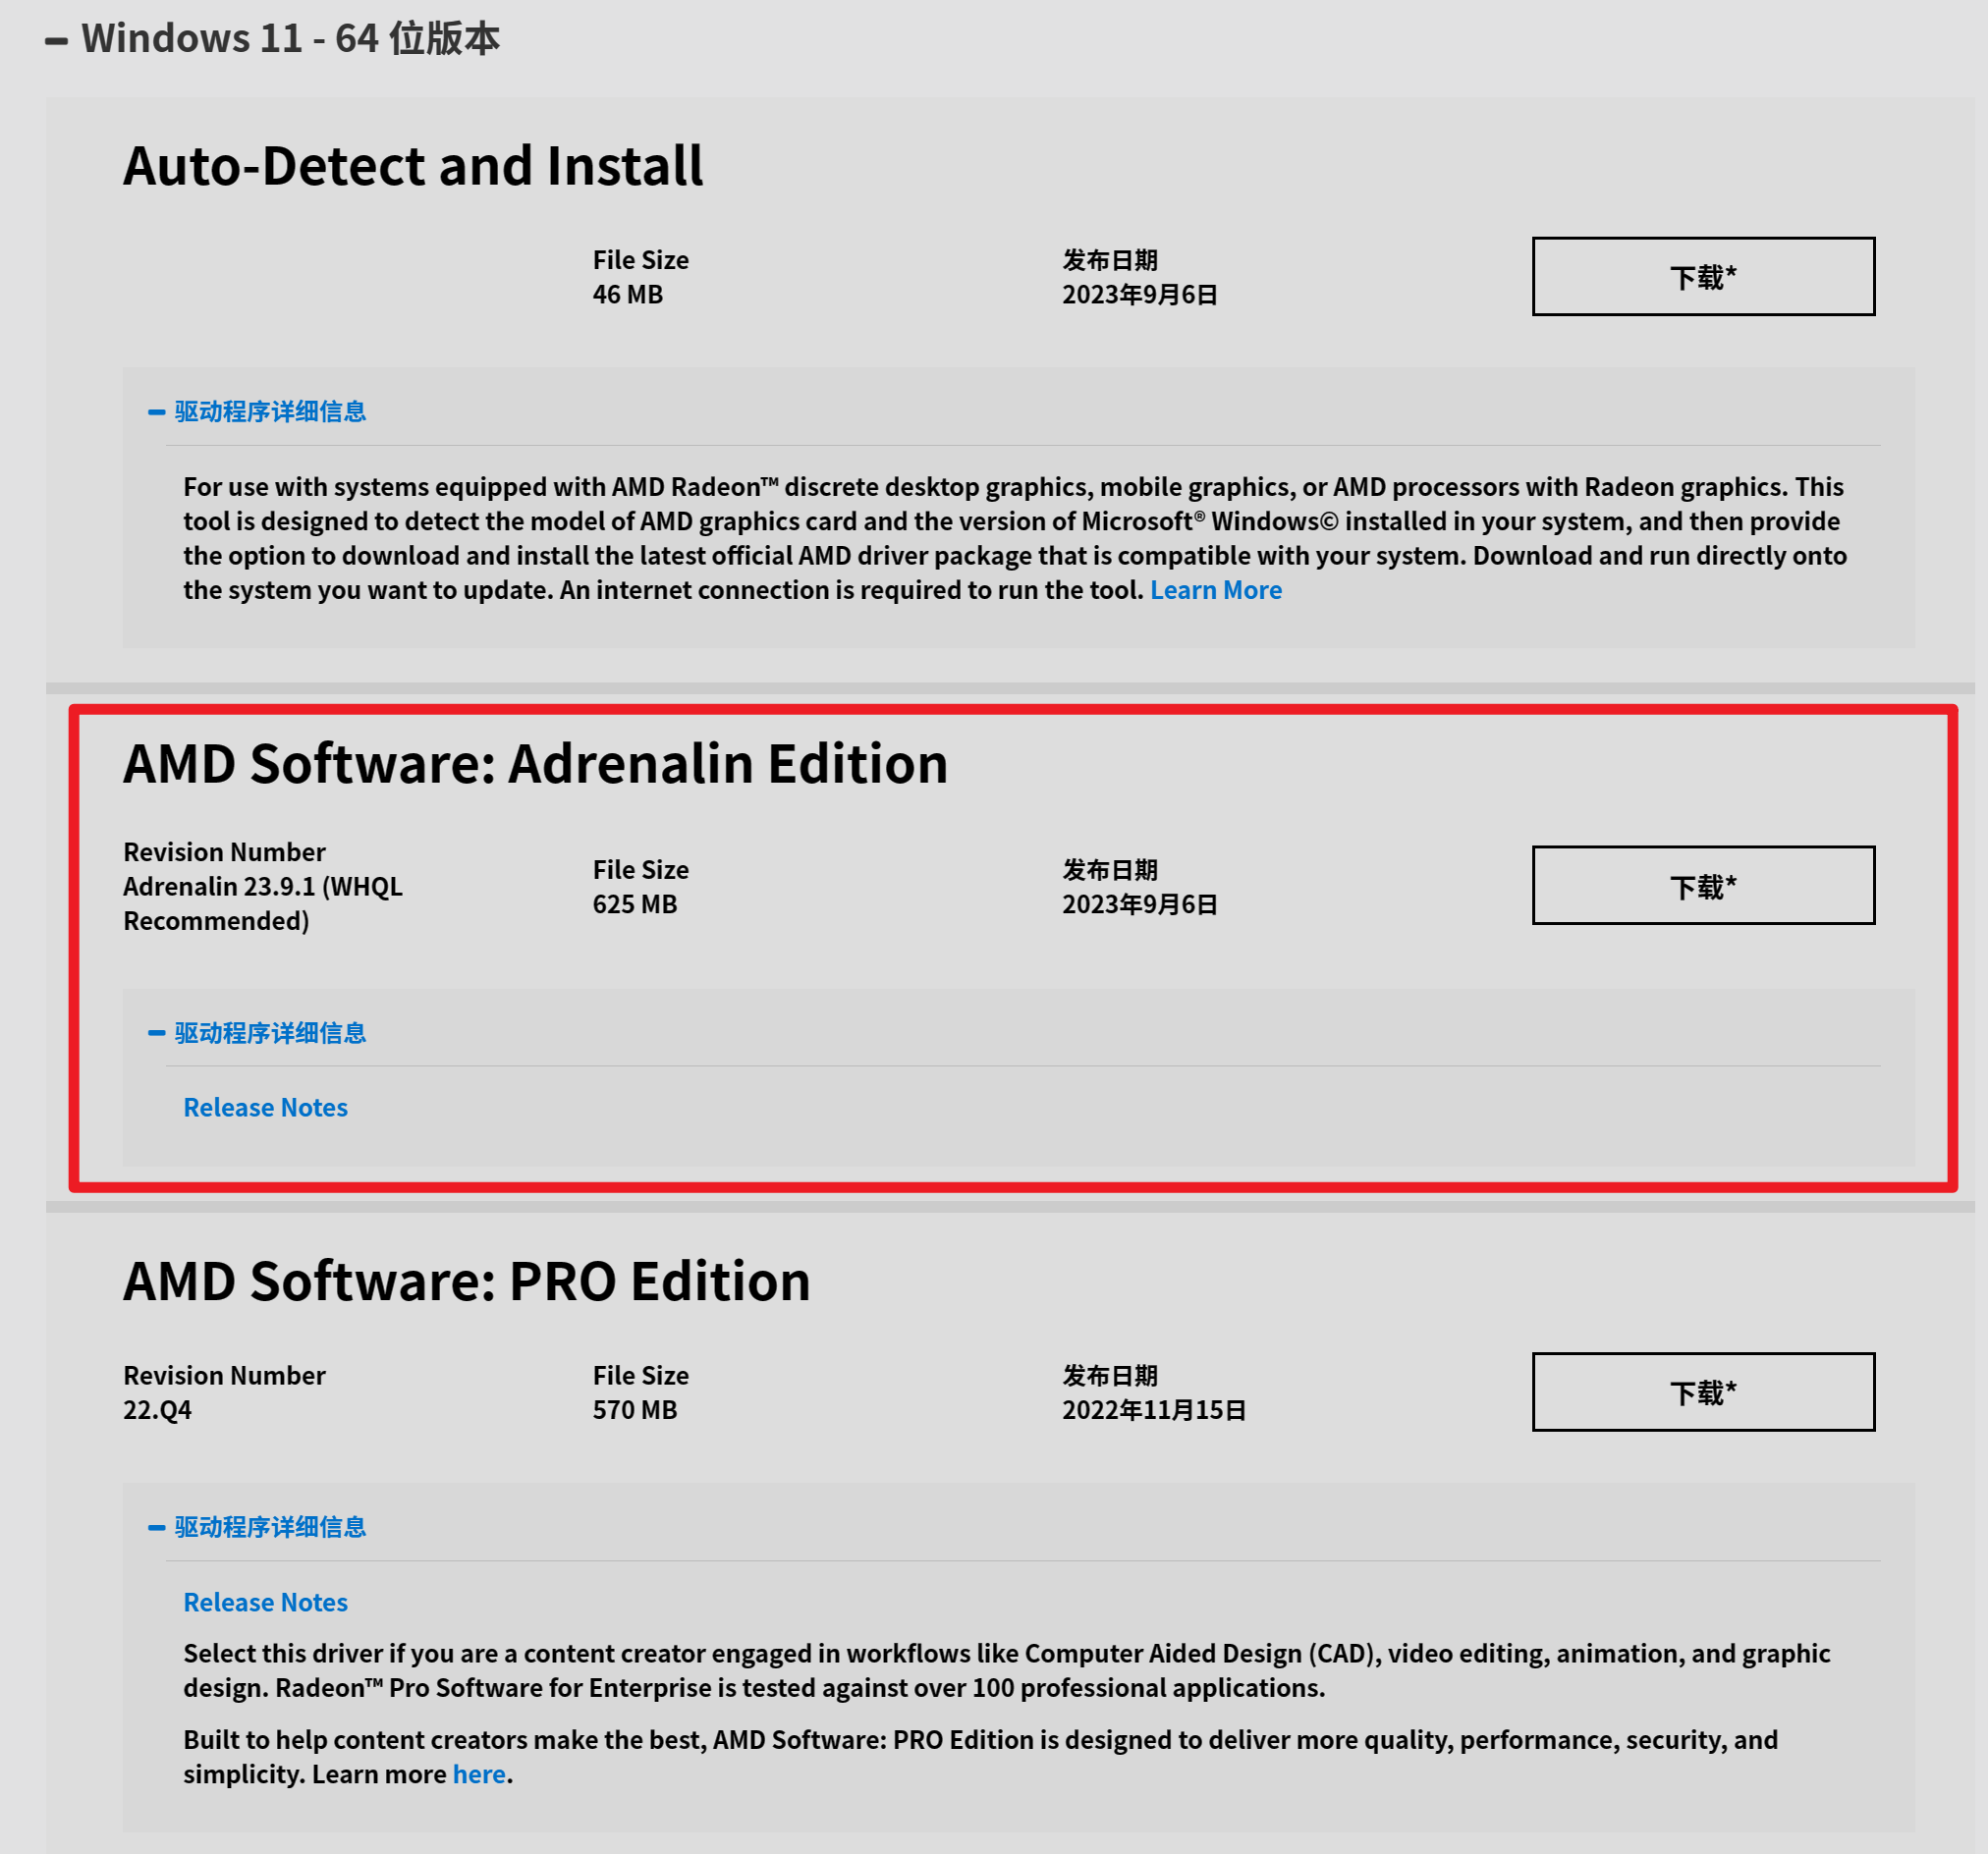 Windows 11 - 64 位版本
Auto-Detect and Install
File Size
46 MB
发布日期
2023年9月6日
下载*
驱动程序详细信息
For use with systems equipped with AMD Radeon™ discrete desktop graphics, mobile graphics, or AMD processors with Radeon graphics. This
tool is designed to detect the model of AMD graphics card and the version of Microsoft® Windows© installed in your system, and then provide
the option to download and install the latest official AMD driver package that is compatible with your system. Download and run directly onto
the system you want to update. An internet connection is required to run the tool. Learn More
AMD Software: Adrenalin Edition
Revision Number
Adrenalin 23.9.1 (WHQL
Recommended)
File Size
625 MB
发布日期
2023年9月6日
下载*
驱动程序详细信息
Release Notes
AMD Software: PRO Edition
Revision Number
22.Q4
File Size
570 MB
发布日期
2022年11月15日
下载*
驱动程序详细信息
Release Notes
Select this driver if you are a content creator engaged in workflows like Computer Aided Design (CAD), video editing, animation, and graphic
design. Radeon™ Pro Software for Enterprise is tested against over 100 professional applications.
Built to help content creators make the best, AMD Software: PRO Edition is designed to deliver more quality, performance, security, and
simplicity. Learn more here.